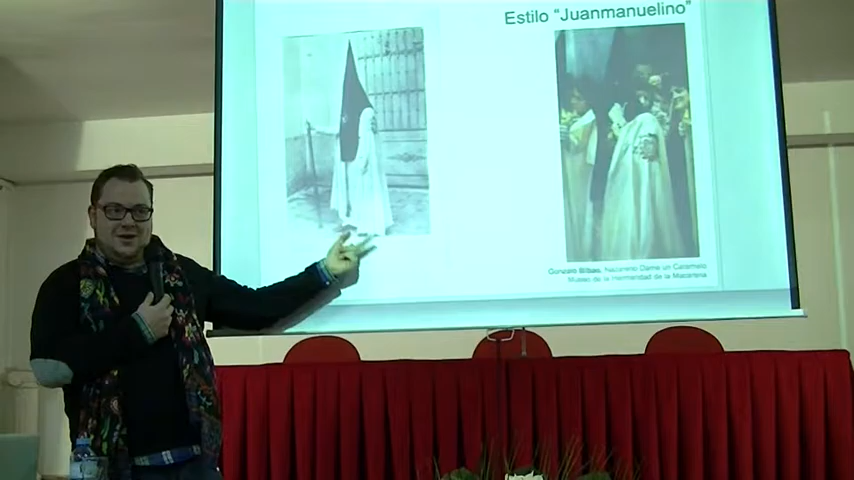 Estilo "Juanmanuelino"
Gonzalo Bilbao, Nazareno Dame un Caramelo
Museo de la Hermandad de la Macarena